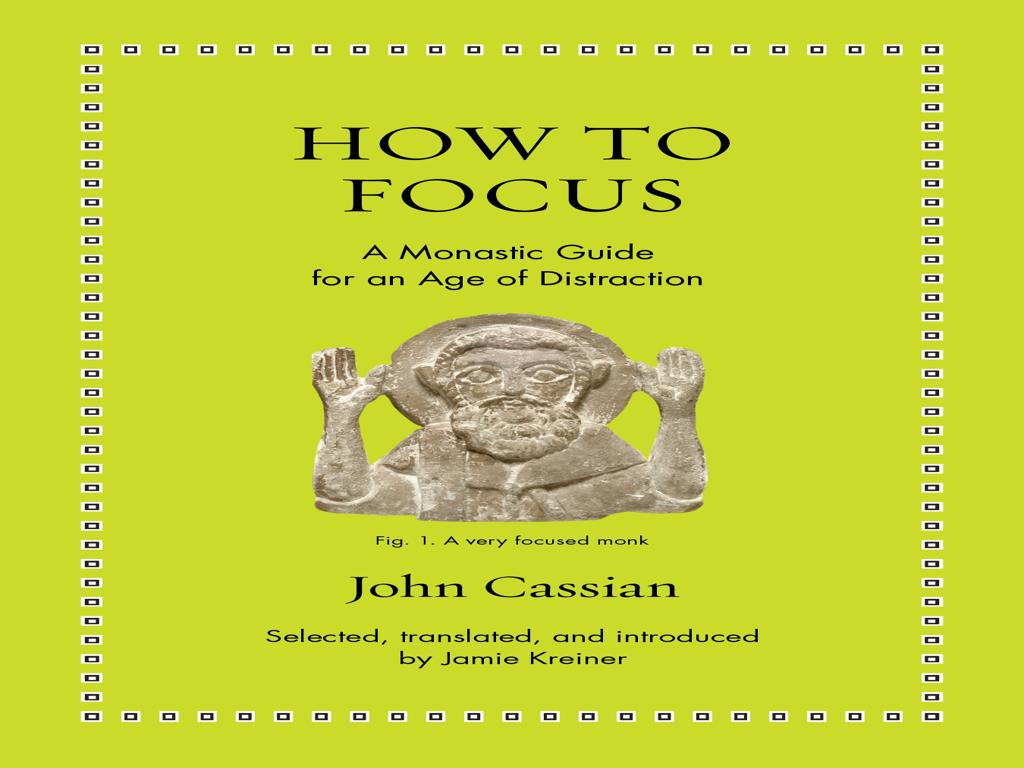 HOW TO
FOCUS
A Monastic Guide
for an Age of Distraction
Fig. 1. A very focused monk
John Cassian
Selected, translated, and introduced
by Jamie Kreiner